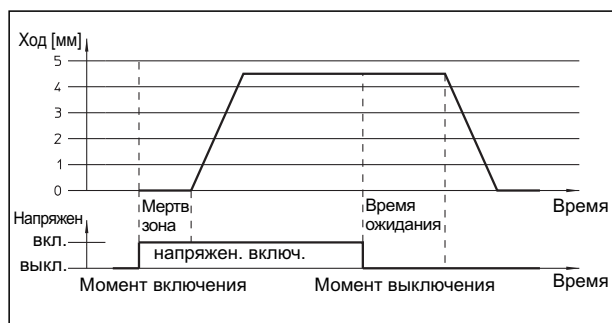 Ход [мм]
5
4
3
2
1
0
Мертв
зона
Время
ожидания
Время
Напряжен
вкл.
напряжен. включ.
выкл.
Время
Момент включения
Момент выключения